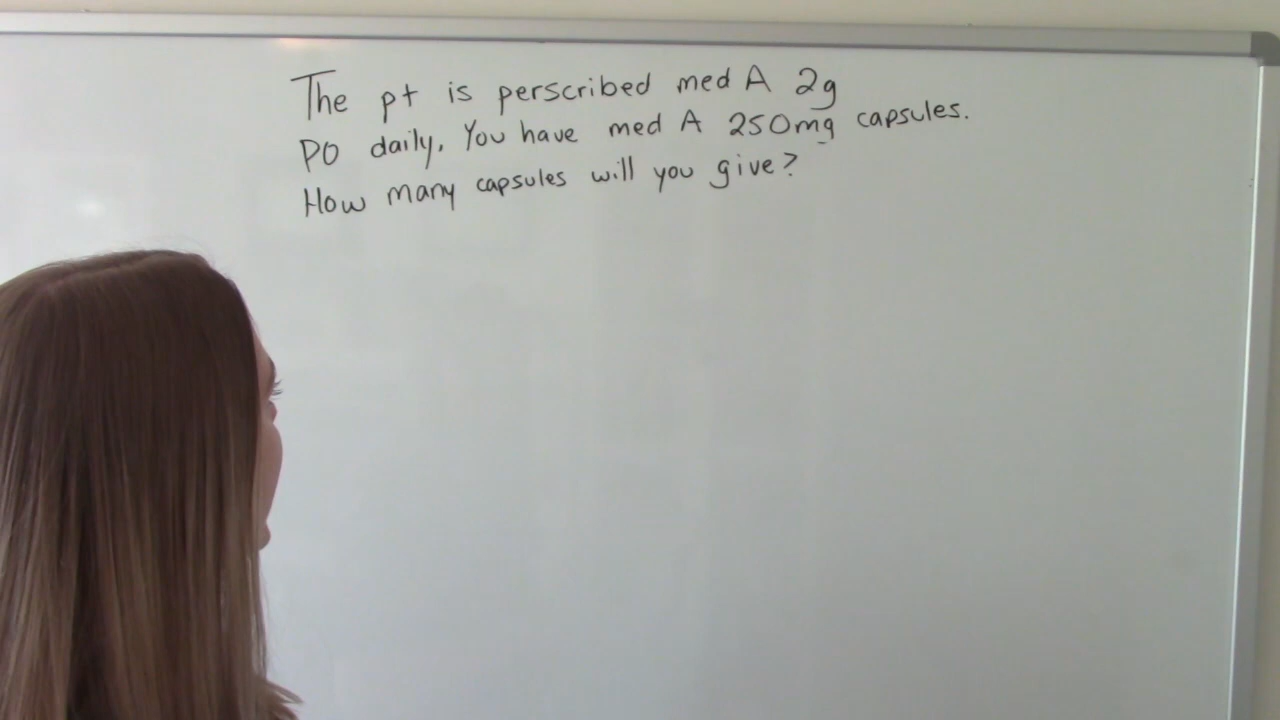 The pt is perscribed med A 2g
PO daily. You have med A 250mg capsules.
How many capsules will you give?